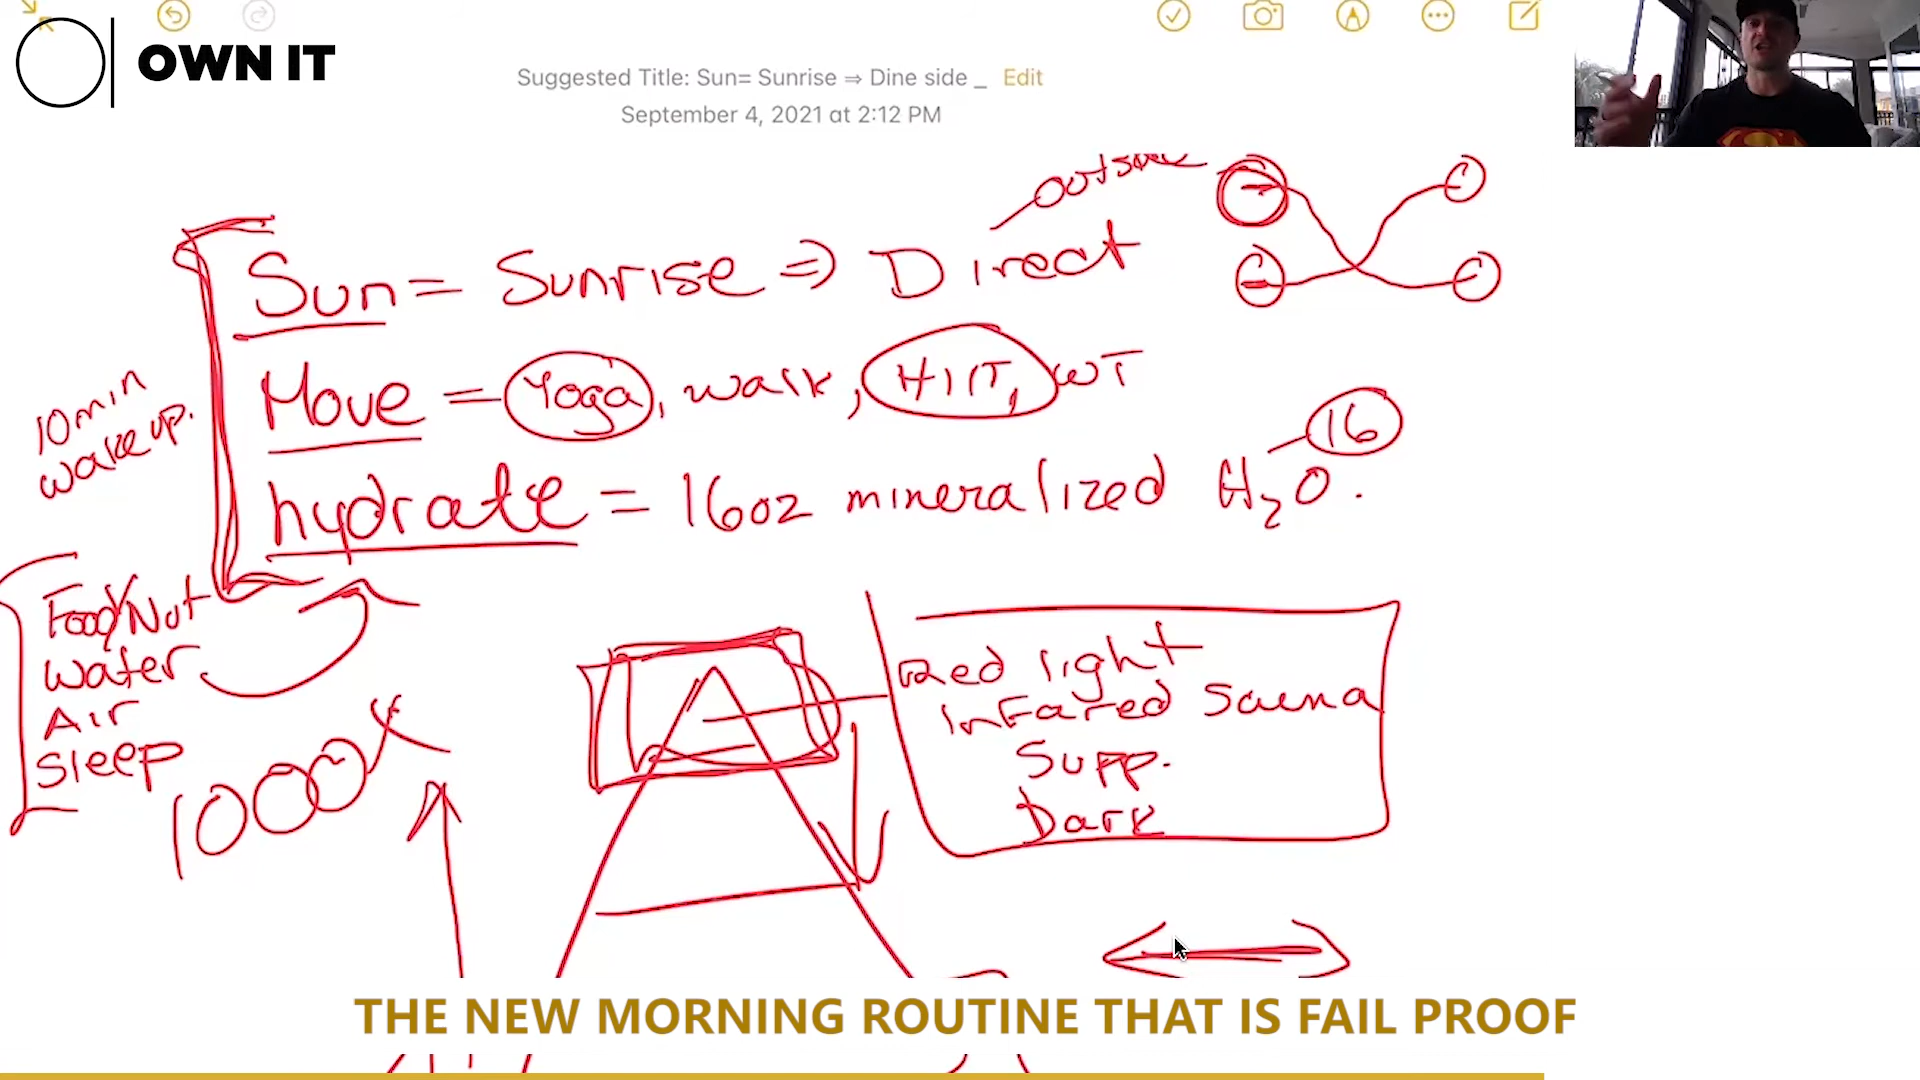 OWN IT
Suggested Title: Sun= Sunrise ⇒ Dine side _ Edit
September 4, 2021 at 2:12 PM
outside
Sun = Sunrise ⇒ Direct
10min
wake up.
Move = Yoga, walk, HIIT, WT
16
hydrate = 16oz mineralized H2O.
Food/Nut
Water
Air
Sleep
1000x
Red light
inFared Sauna
Supp.
Dark
THE NEW MORNING ROUTINE THAT IS FAIL PROOF